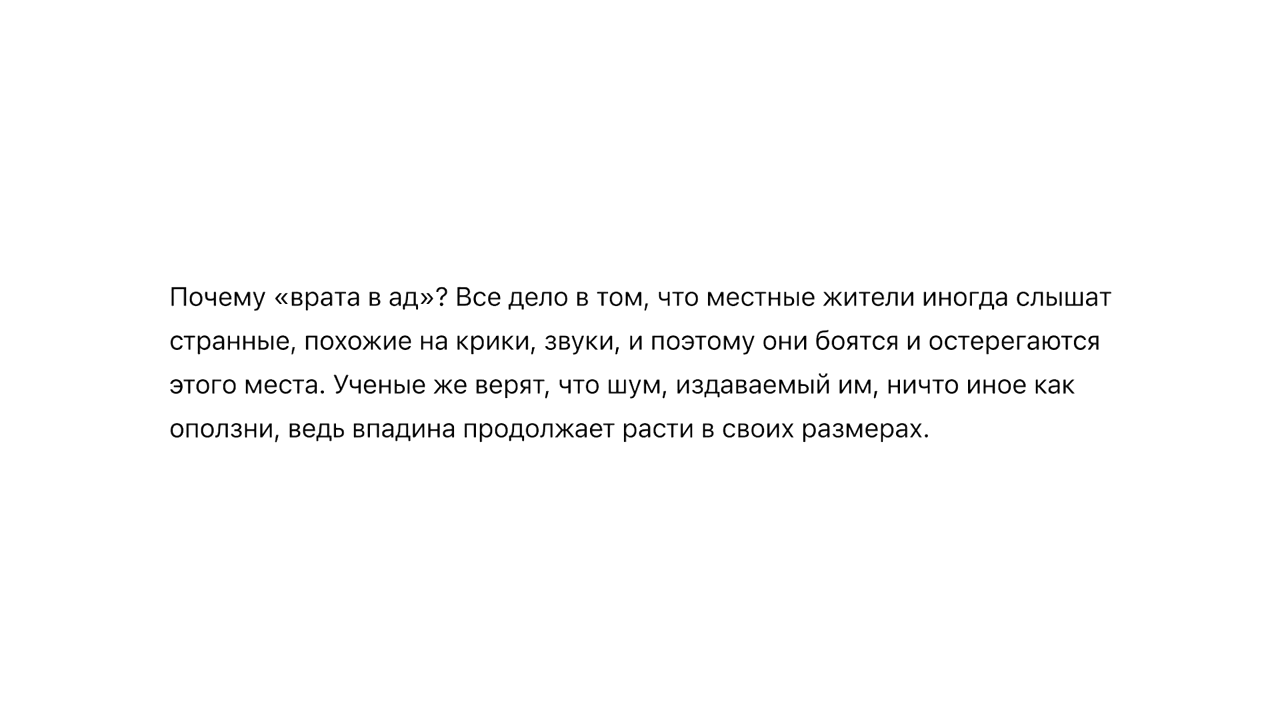 Почему «врата в ад»? Все дело в том, что местные жители иногда слышат
странные, похожие на крики, звуки, и поэтому они боятся и остерегаются
этого места. Ученые же верят, что шум, издаваемый им, ничто иное как
оползни, ведь впадина продолжает расти в своих размерах.